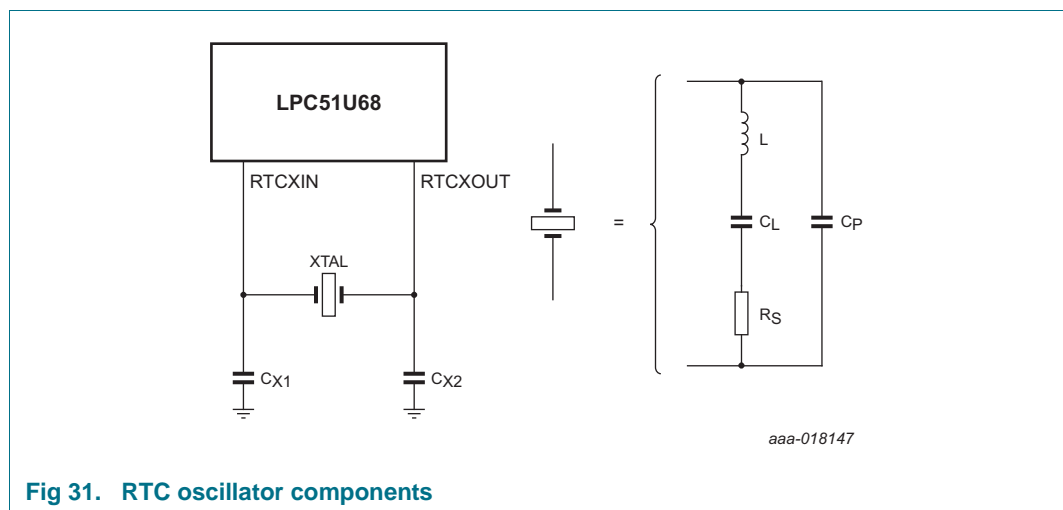 LPC51U68
RTCXIN
RTCXOUT
XTAL
CX1
CX2
=
L
CL
CP
RS
aaa-018147
Fig 31. RTC oscillator components